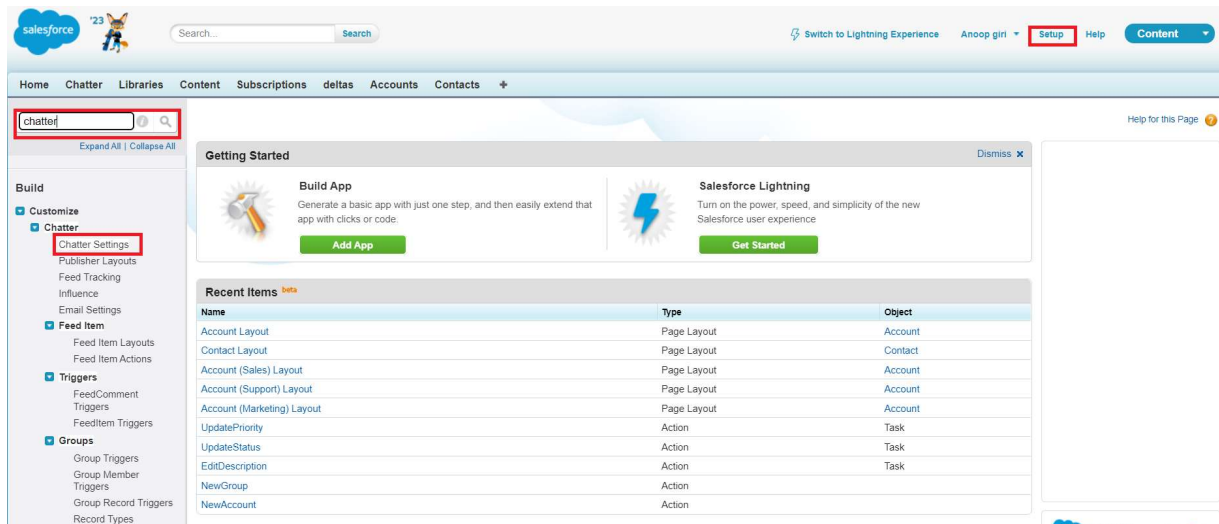 salesforce
'23
Search...
Search
Switch to Lightning Experience
Anoop giri
Setup
Help
Content
Home Chatter Libraries Content Subscriptions deltas Accounts Contacts +
chatter
Expand All | Collapse All
Help for this Page
Build
Customize
Chatter
Chatter Settings
Publisher Layouts
Feed Tracking
Influence
Email Settings
Feed Item
Feed Item Layouts
Feed Item Actions
Triggers
FeedComment
Triggers
FeedItem Triggers
Groups
Group Triggers
Group Member
Triggers
Group Record Triggers
Record Types
Getting Started
Dismiss
Build App
Generate a basic app with just one step, and then easily extend that
app with clicks or code.
Add App
Salesforce Lightning
Turn on the power, speed, and simplicity of the new
Salesforce user experience
Get Started
Recent Items beta
Name Type Object
Account Layout Page Layout Account
Contact Layout Page Layout Contact
Account (Sales) Layout Page Layout Account
Account (Support) Layout Page Layout Account
Account (Marketing) Layout Page Layout Account
UpdatePriority Action Task
UpdateStatus Action Task
EditDescription Action Task
NewGroup Action
NewAccount Action